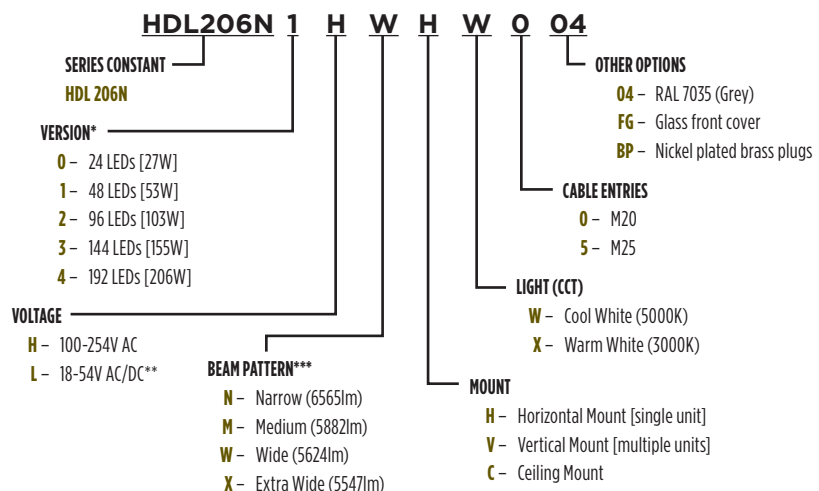 HDL206N 1 H W H W 0 04
SERIES CONSTANT
HDL 206N
VERSION*
0 – 24 LEDs [27W]
1 – 48 LEDs [53W]
2 – 96 LEDs [103W]
3 – 144 LEDs [155W]
4 – 192 LEDs [206W]
VOLTAGE
H – 100-254V AC
L – 18-54V AC/DC**
BEAM PATTERN***
N – Narrow (6565lm)
M – Medium (5882lm)
W – Wide (5624lm)
X – Extra Wide (5547lm)
MOUNT
H – Horizontal Mount [single unit]
V – Vertical Mount [multiple units]
C – Ceiling Mount
LIGHT (CCT)
W – Cool White (5000K)
X – Warm White (3000K)
CABLE ENTRIES
0 – M20
5 – M25
OTHER OPTIONS
04 – RAL 7035 (Grey)
FG – Glass front cover
BP – Nickel plated brass plugs